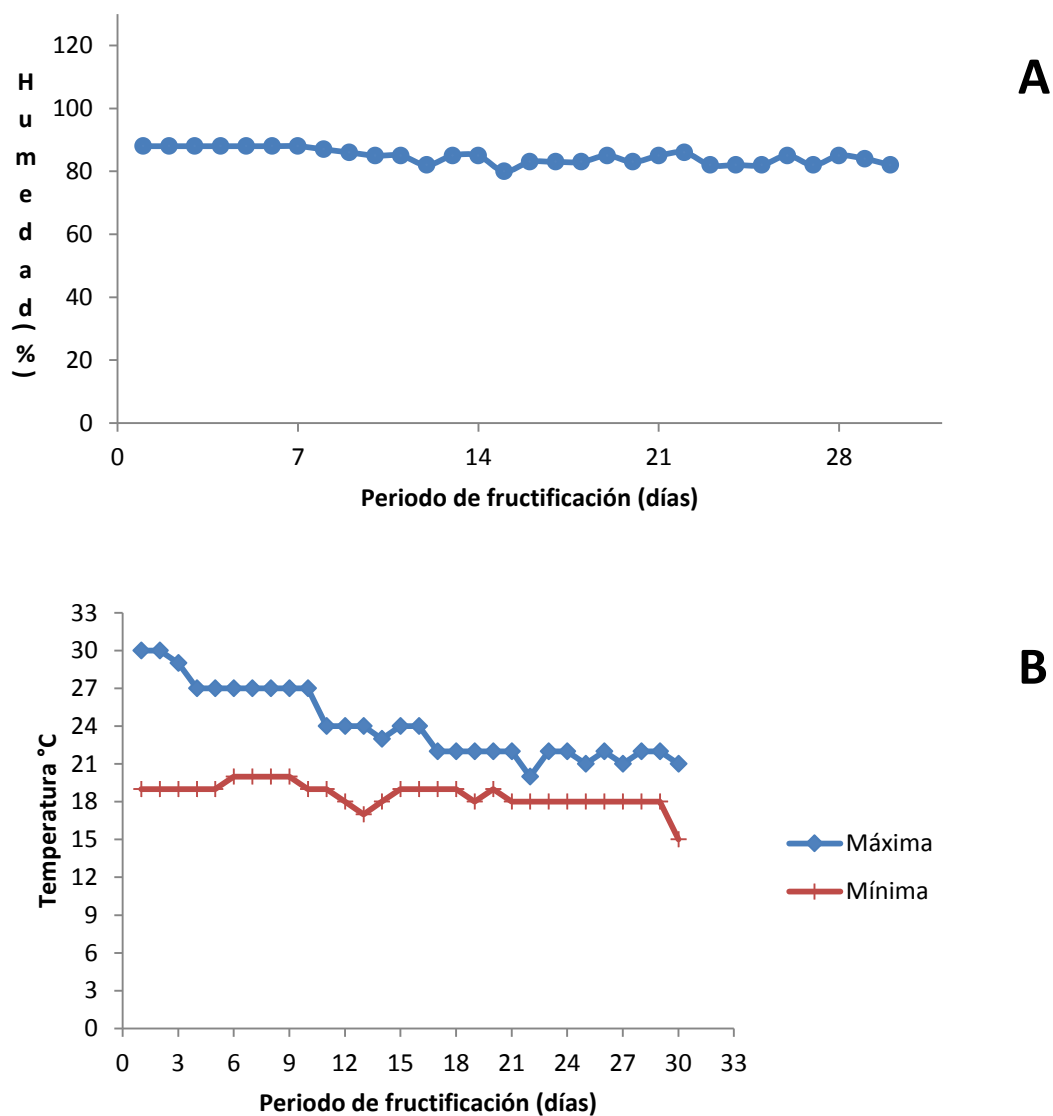 A
120
100
80
60
40
20
0
Humedad (%)
0 7 14 21 28
Periodo de fructificación (días)
B
33
30
27
24
21
18
15
12
9
6
3
0
Temperatura °C
Máxima
Mínima
0 3 6 9 12 15 18 21 24 27 30 33
Periodo de fructificación (días)